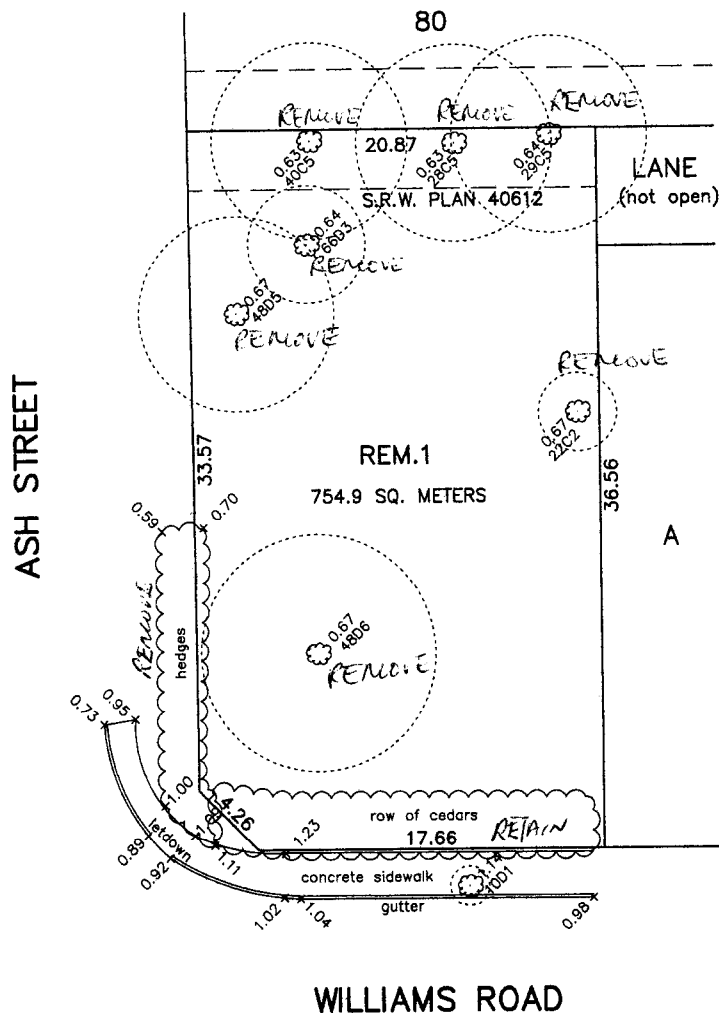 80
REMOVE
REMOVE
REMOVE
20.87
0.63
40C5
0.63
28C5
0.64
29C5
LANE
(not open)
S.R.W. PLAN 40612
0.64
66D3
REMOVE
0.67
48D5
REMOVE
REMOVE
0.67
22C2
ASH STREET
33.57
REM.1
754.9 SQ. METERS
36.56
A
0.59
0.70
REMOVE
hedges
0.67
48D6
REMOVE
0.73
0.95
1.00
4.26
row of cedars
17.66
RETAIN
letdown
0.89
0.92
1.11
1.23
concrete sidewalk
1.14
10D1
gutter
1.02
1.04
0.98
WILLIAMS ROAD